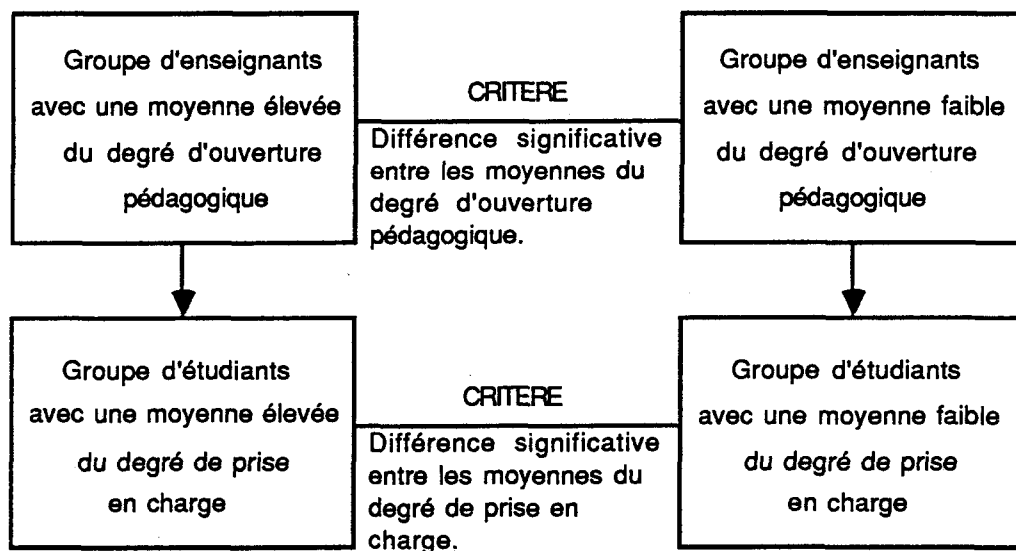 Groupe d'enseignants
avec une moyenne élevée
du degré d'ouverture
pédagogique
CRITERE
Différence significative
entre les moyennes du
degré d'ouverture
pédagogique.
Groupe d'enseignants
avec une moyenne faible
du degré d'ouverture
pédagogique
Groupe d'étudiants
avec une moyenne élevée
du degré de prise
en charge
CRITERE
Différence significative
entre les moyennes du
degré de prise en
charge.
Groupe d'étudiants
avec une moyenne faible
du degré de prise
en charge